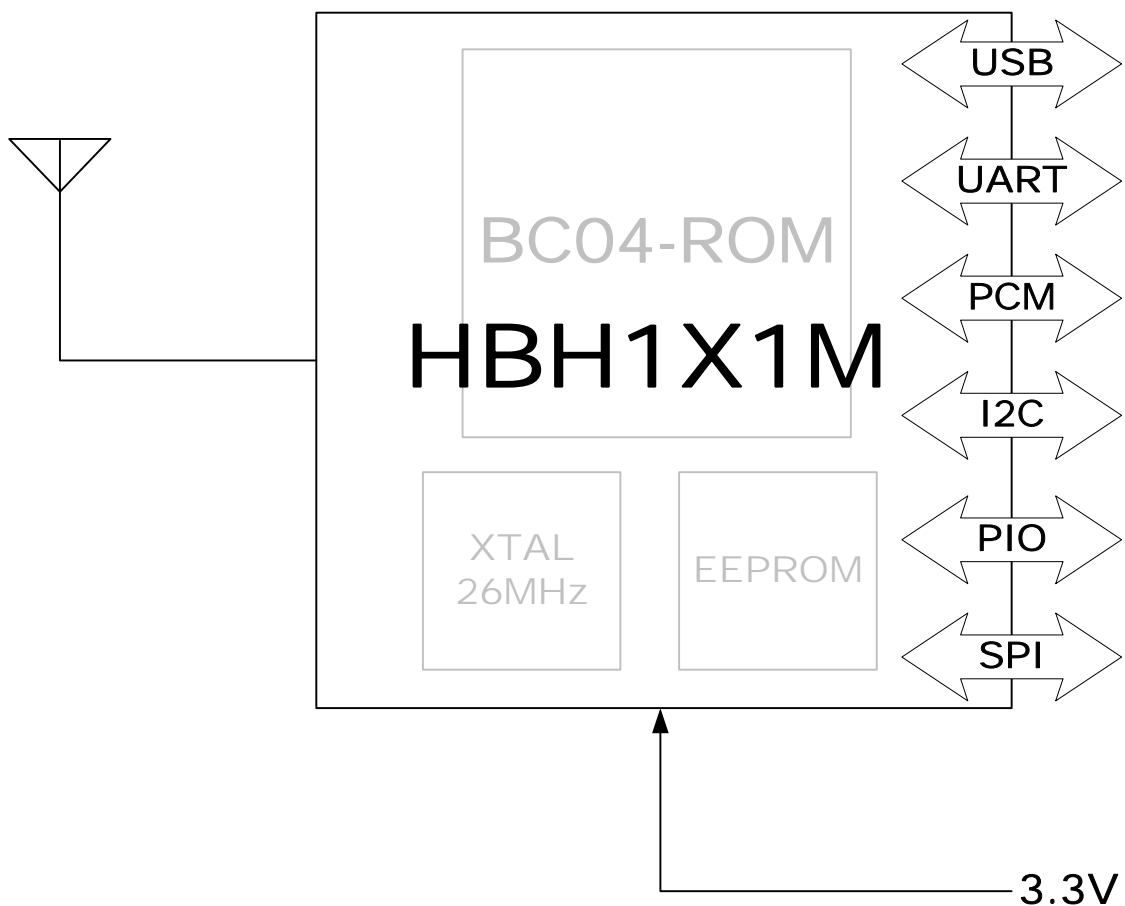 USB
UART
BC04-ROM
PCM
HBH1X1M
I2C
PIO
XTAL
26MHz
EEPROM
SPI
3.3V